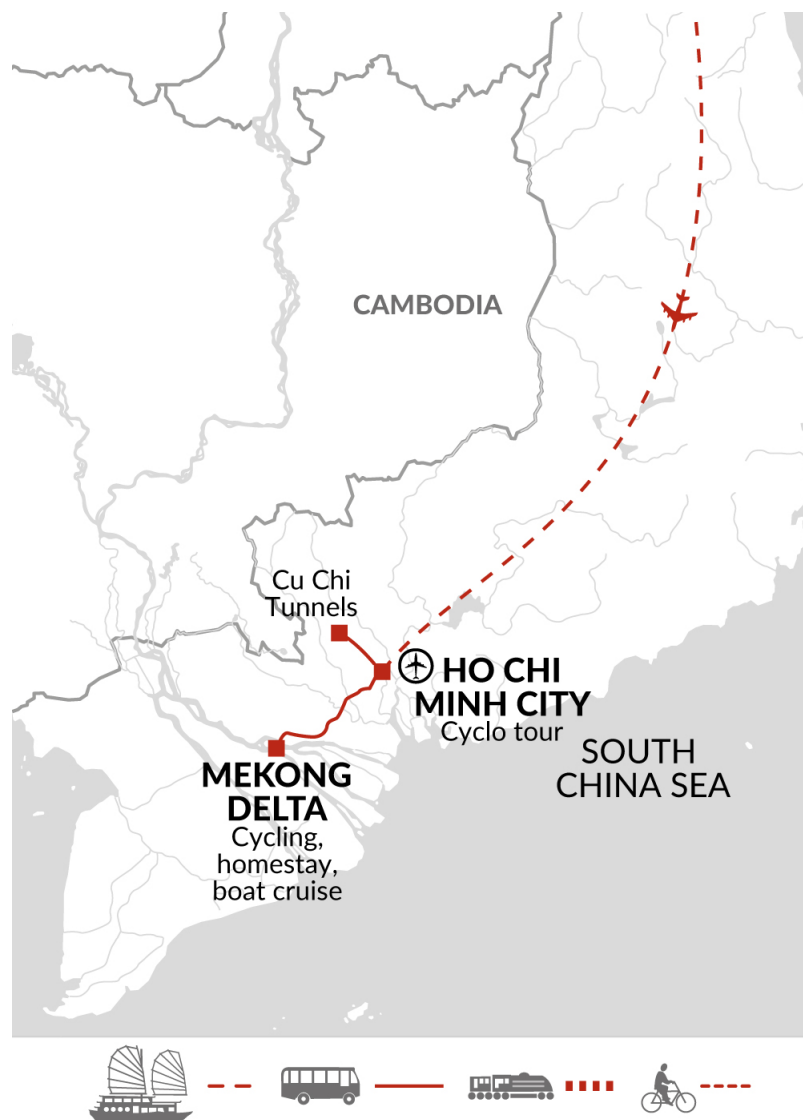 CAMBODIA
Cu Chi
Tunnels
HO CHI
MINH CITY
Cyclo tour
SOUTH
CHINA SEA
MEKONG
DELTA
Cycling,
homestay,
boat cruise